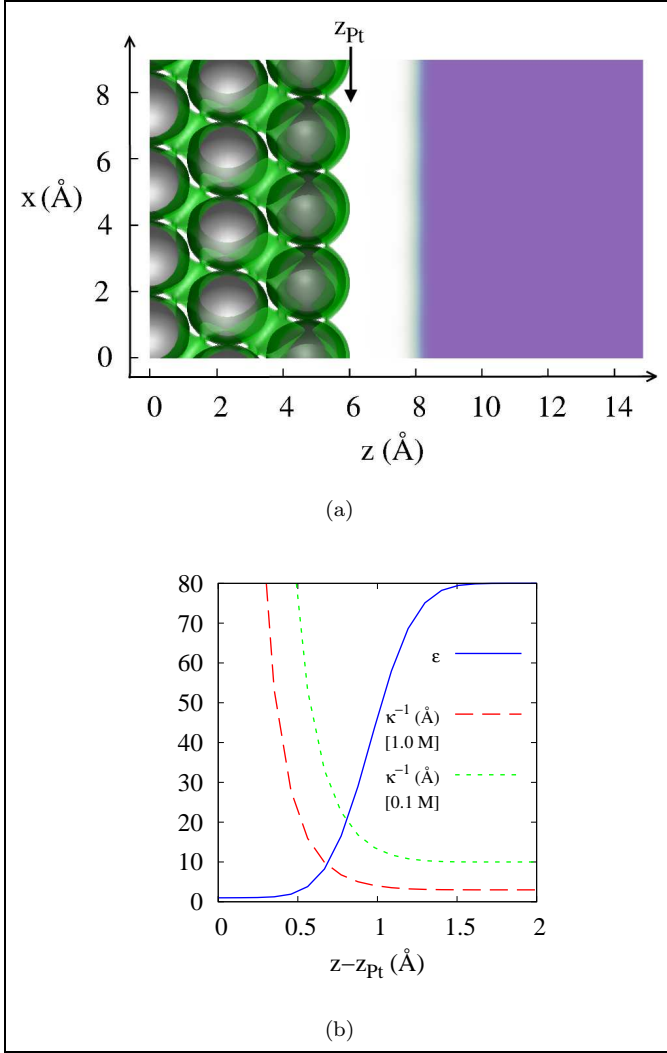 z_Pt
8
6
x (Å)
4
2
0
0 2 4 6 8 10 12 14
z (Å)
(a)
80
70
60
50
40
30
20
10
0
ε
κ⁻¹ (Å)
[1.0 M]
κ⁻¹ (Å)
[0.1 M]
0 0.5 1 1.5 2
z−z_Pt (Å)
(b)